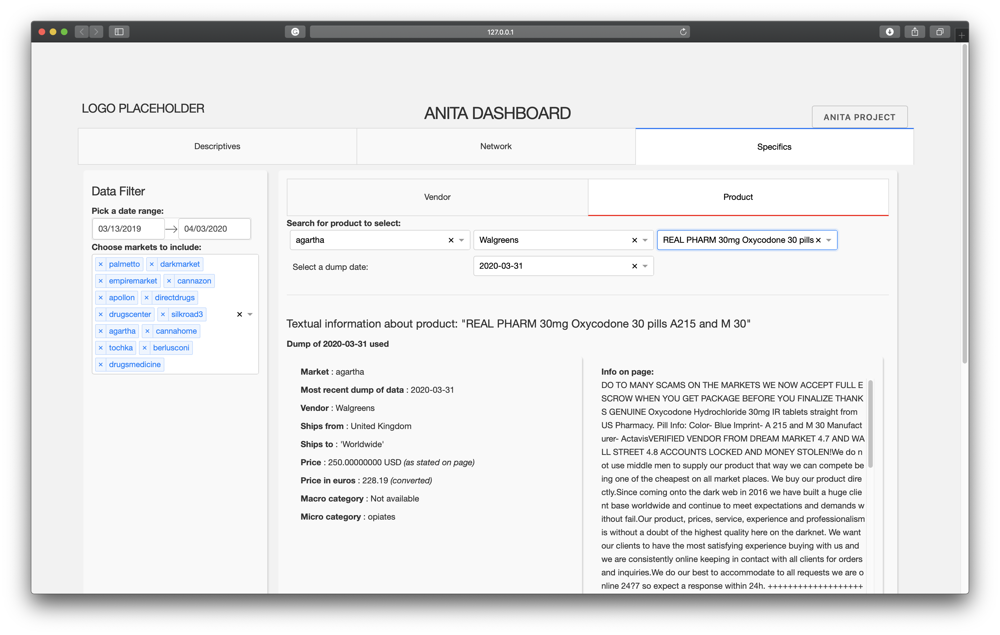 127.0.0.1
LOGO PLACEHOLDER
ANITA DASHBOARD
ANITA PROJECT
Descriptives
Network
Specifics
Data Filter
Pick a date range:
03/13/2019 → 04/03/2020
Choose markets to include:
× palmetto × darkmarket
× empiremarket × cannazon
× apollon × directdrugs
× drugscenter × silkroad3
× agartha × cannahome
× tochka × berlusconi
× drugsmedicine
Vendor
Product
Search for product to select:
agartha ×
Walgreens ×
REAL PHARM 30mg Oxycodone 30 pills ×
Select a dump date:
2020-03-31 ×
Textual information about product: "REAL PHARM 30mg Oxycodone 30 pills A215 and M 30"
Dump of 2020-03-31 used
Market : agartha
Most recent dump of data : 2020-03-31
Vendor : Walgreens
Ships from : United Kingdom
Ships to : 'Worldwide'
Price : 250.00000000 USD (as stated on page)
Price in euros : 228.19 (converted)
Macro category : Not available
Micro category : opiates
Info on page:
DO TO MANY SCAMS ON THE MARKETS WE NOW ACCEPT FULL E
SCROW WHEN YOU GET PACKAGE BEFORE YOU FINALIZE THANK
S GENUINE Oxycodone Hydrochloride 30mg IR tablets straight from
US Pharmacy. Pill Info: Color- Blue Imprint- A 215 and M 30 Manufact
urer- ActavisVERIFIED VENDOR FROM DREAM MARKET 4.7 AND WA
LL STREET 4.8 ACCOUNTS LOCKED AND MONEY STOLEN!We do n
ot use middle men to supply our product that way we can compete be
ing one of the cheapest on all market places. We buy our product dire
ctly.Since coming onto the dark web in 2016 we have built a huge clie
nt base worldwide and continue to meet expectations and demands w
ithout fail.Our product, prices, service, experience and professionalism
is without a doubt of the highest quality here on the darknet. We want
our clients to have the most satisfying experience buying with us and
we are consistently online keeping in contact with all clients for orders
and inquiries.We do our best to accommodate to all requests we are o
nline 24?7 so expect a response within 24h. +++++++++++++++++++